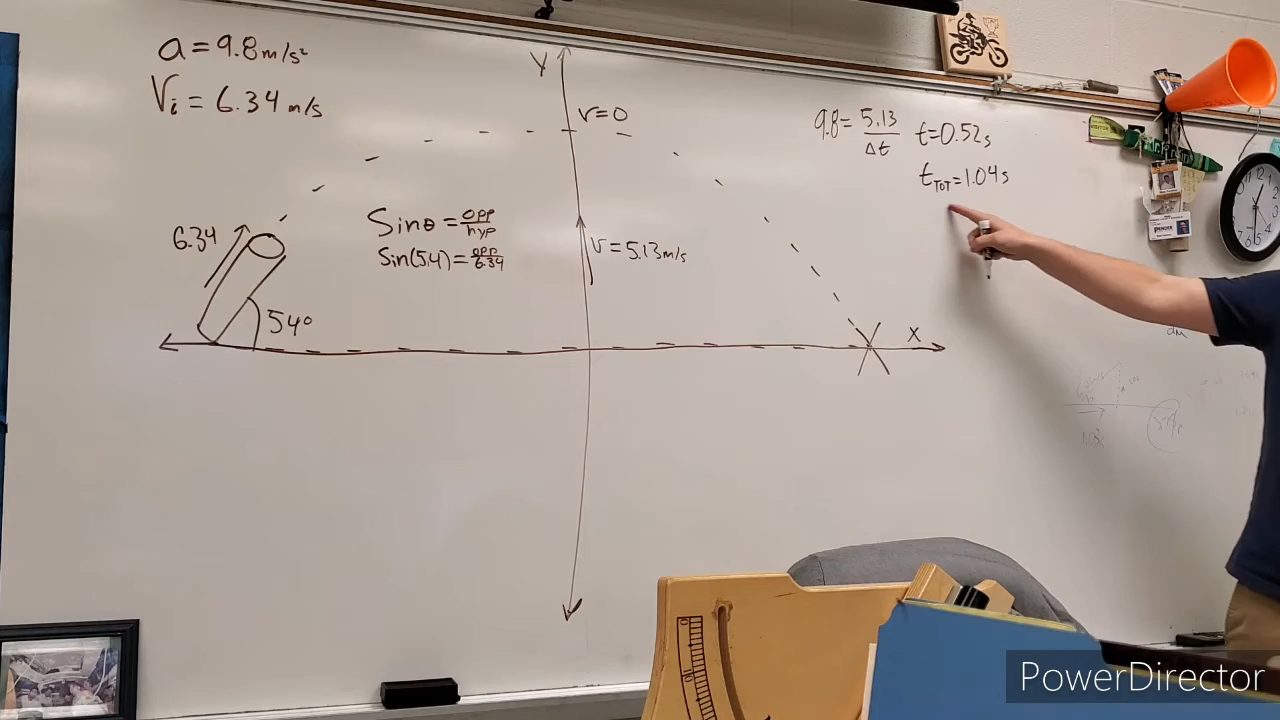 a = 9.8 m/s²
Vi = 6.34 m/s
y
v=0
9.8 = 5.13/Δt t=0.52s
tTOT=1.04s
6.34
Sinθ = opp/hyp
Sin(54) = opp/6.34
v=5.13m/s
54°
x
PowerDirector